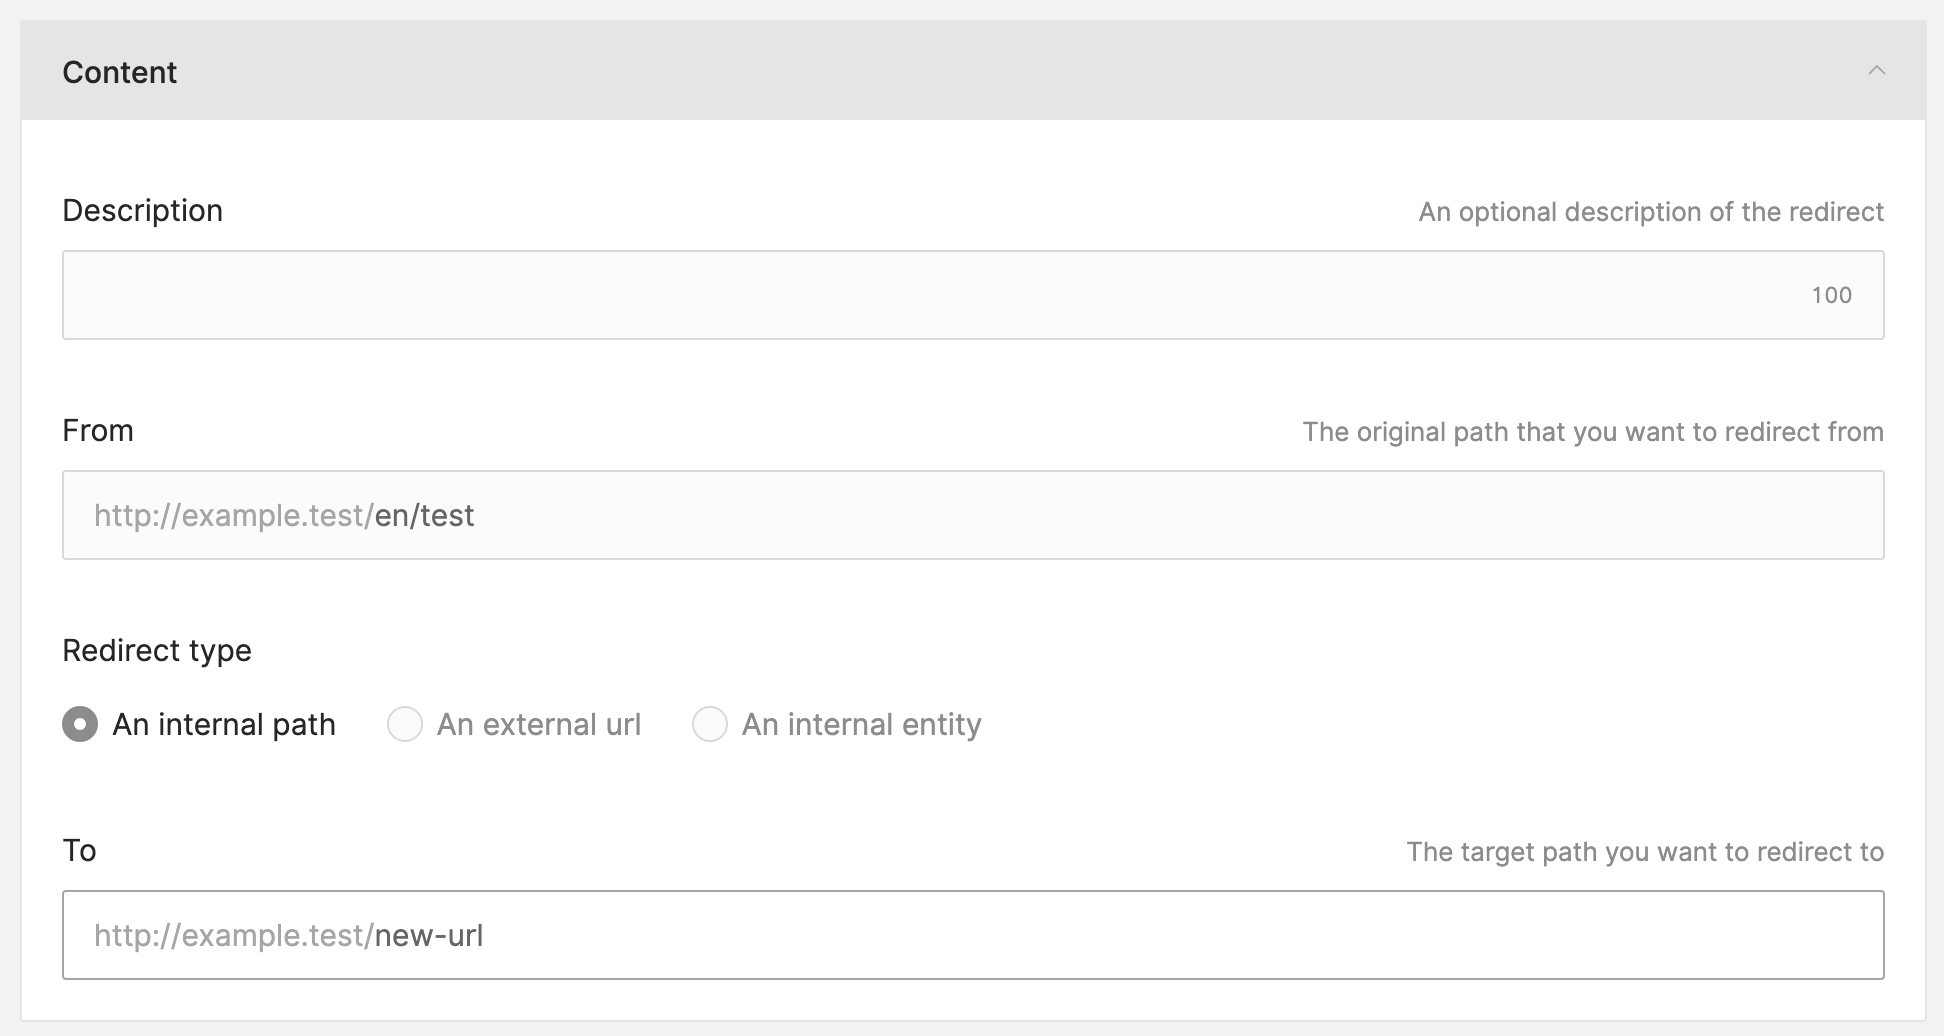 Content
Description
An optional description of the redirect
100
From
The original path that you want to redirect from
http://example.test/en/test
Redirect type
An internal path
An external url
An internal entity
To
The target path you want to redirect to
http://example.test/new-url